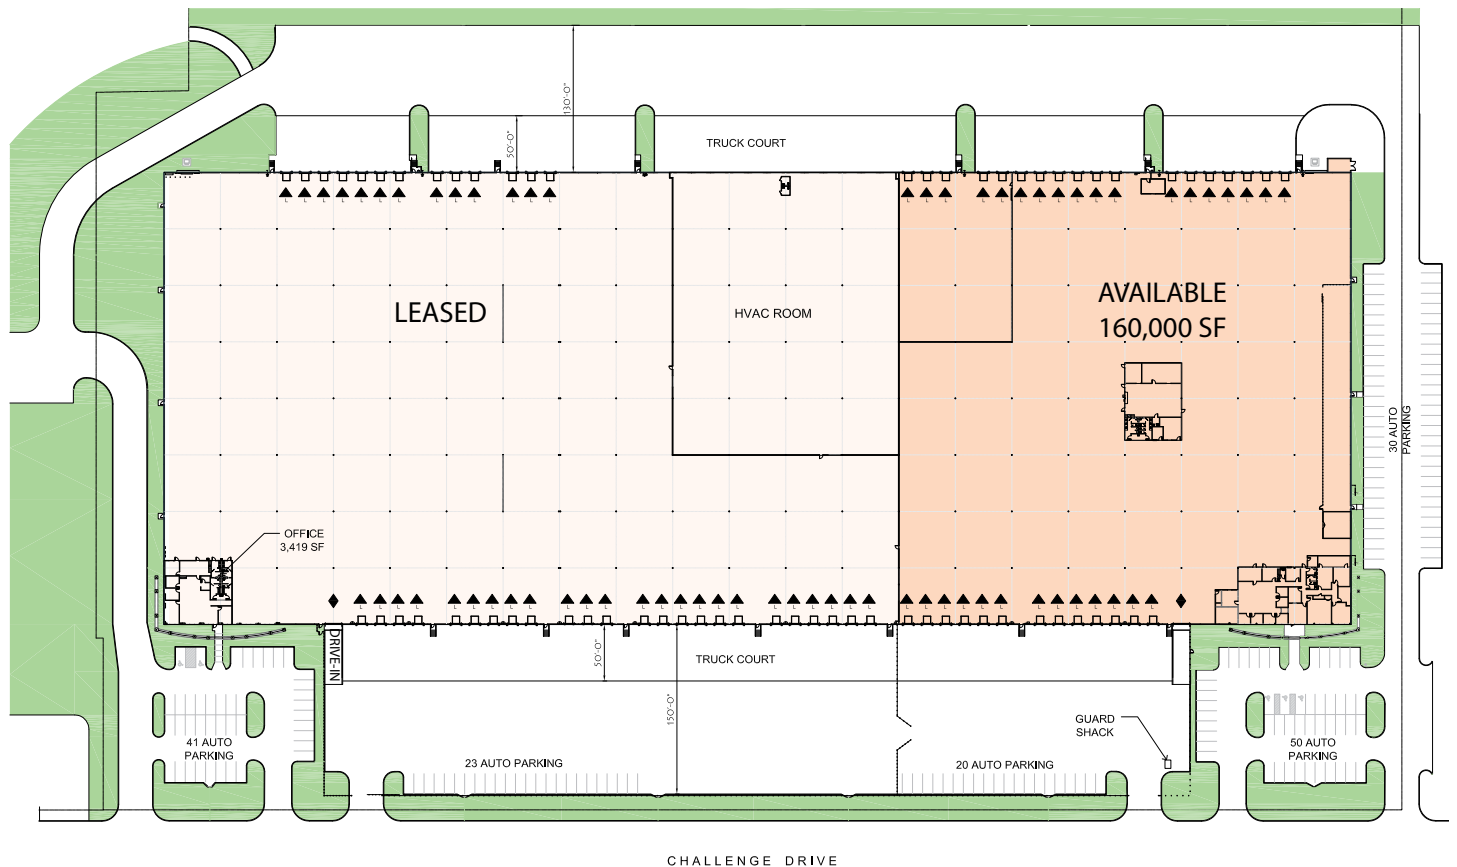 130'-0"
50'-0"
TRUCK COURT
LEASED
HVAC ROOM
AVAILABLE
160,000 SF
30 AUTO
PARKING
OFFICE
3,419 SF
DRIVE-IN
50'-0"
TRUCK COURT
150'-0"
GUARD
SHACK
41 AUTO
PARKING
50 AUTO
PARKING
23 AUTO PARKING
20 AUTO PARKING
CHALLENGE DRIVE